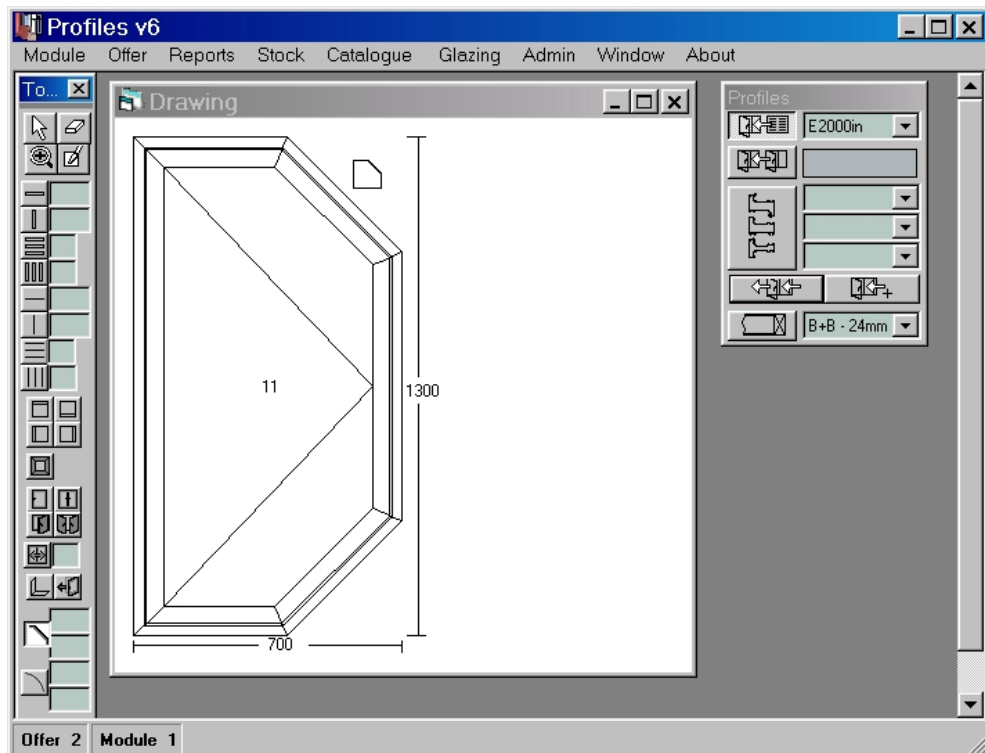 Profiles v6
Module Offer Reports Stock Catalogue Glazing Admin Window About
To...
Drawing
11
1300
700
Profiles
E2000in
B+B - 24mm
Offer 2 Module 1